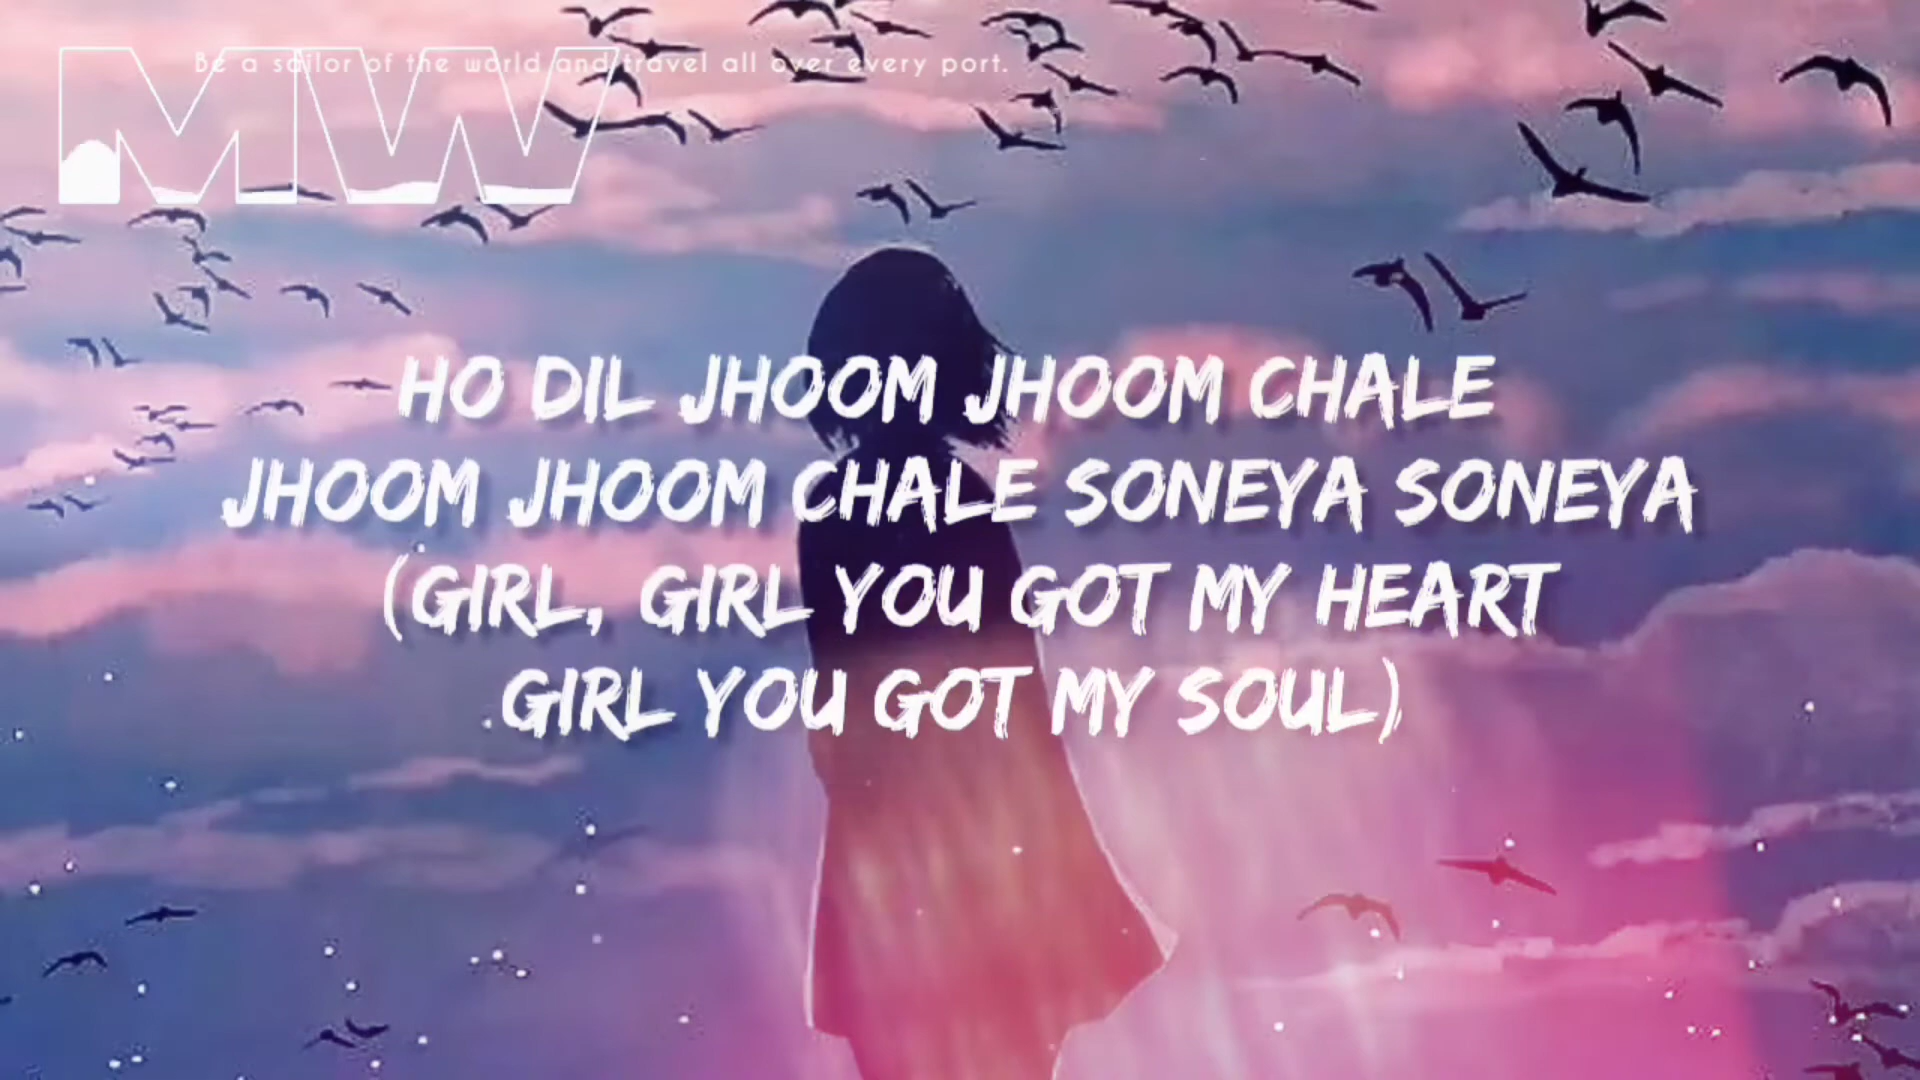 MW
Be a sailor of the world and travel all over every port.
HO DIL JHOOM JHOOM CHALE
JHOOM JHOOM CHALE SONEYA SONEYA
(GIRL, GIRL YOU GOT MY HEART
GIRL YOU GOT MY SOUL)